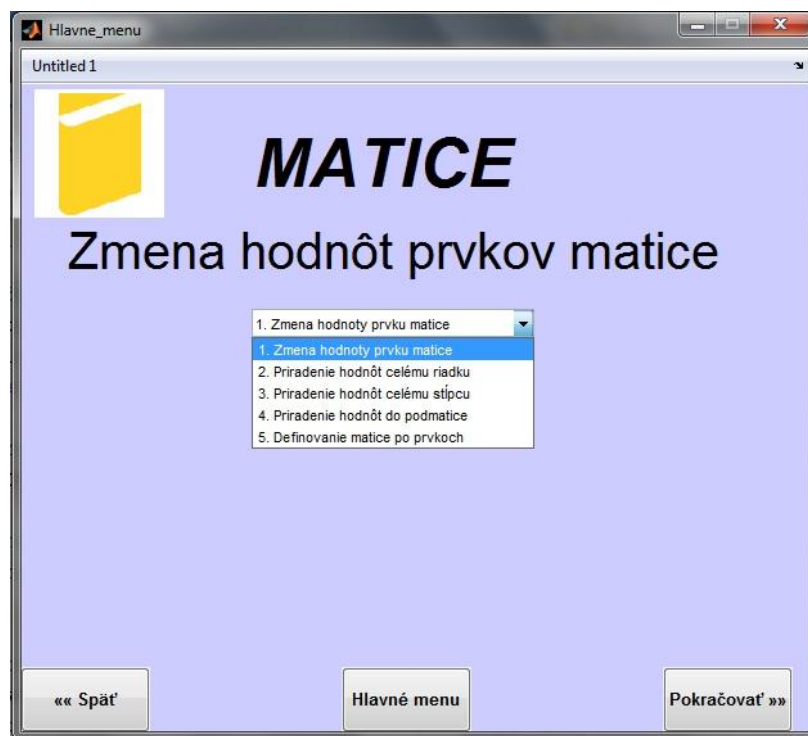 Hlavne_menu
Untitled 1
MATICE
Zmena hodnôt prvkov matice
1. Zmena hodnoty prvku matice
1. Zmena hodnoty prvku matice
2. Priradenie hodnôt celému riadku
3. Priradenie hodnôt celému stĺpcu
4. Priradenie hodnôt do podmatice
5. Definovanie matice po prvkoch
«« Späť
Hlavné menu
Pokračovať »»